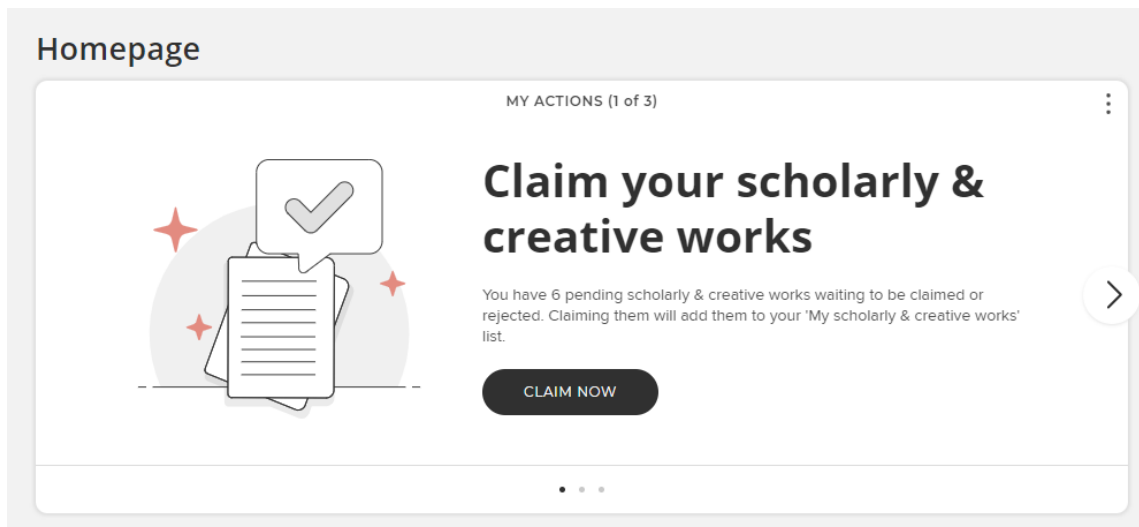 Homepage
MY ACTIONS (1 of 3)
Claim your scholarly &
creative works
You have 6 pending scholarly & creative works waiting to be claimed or
rejected. Claiming them will add them to your 'My scholarly & creative works'
list.
CLAIM NOW